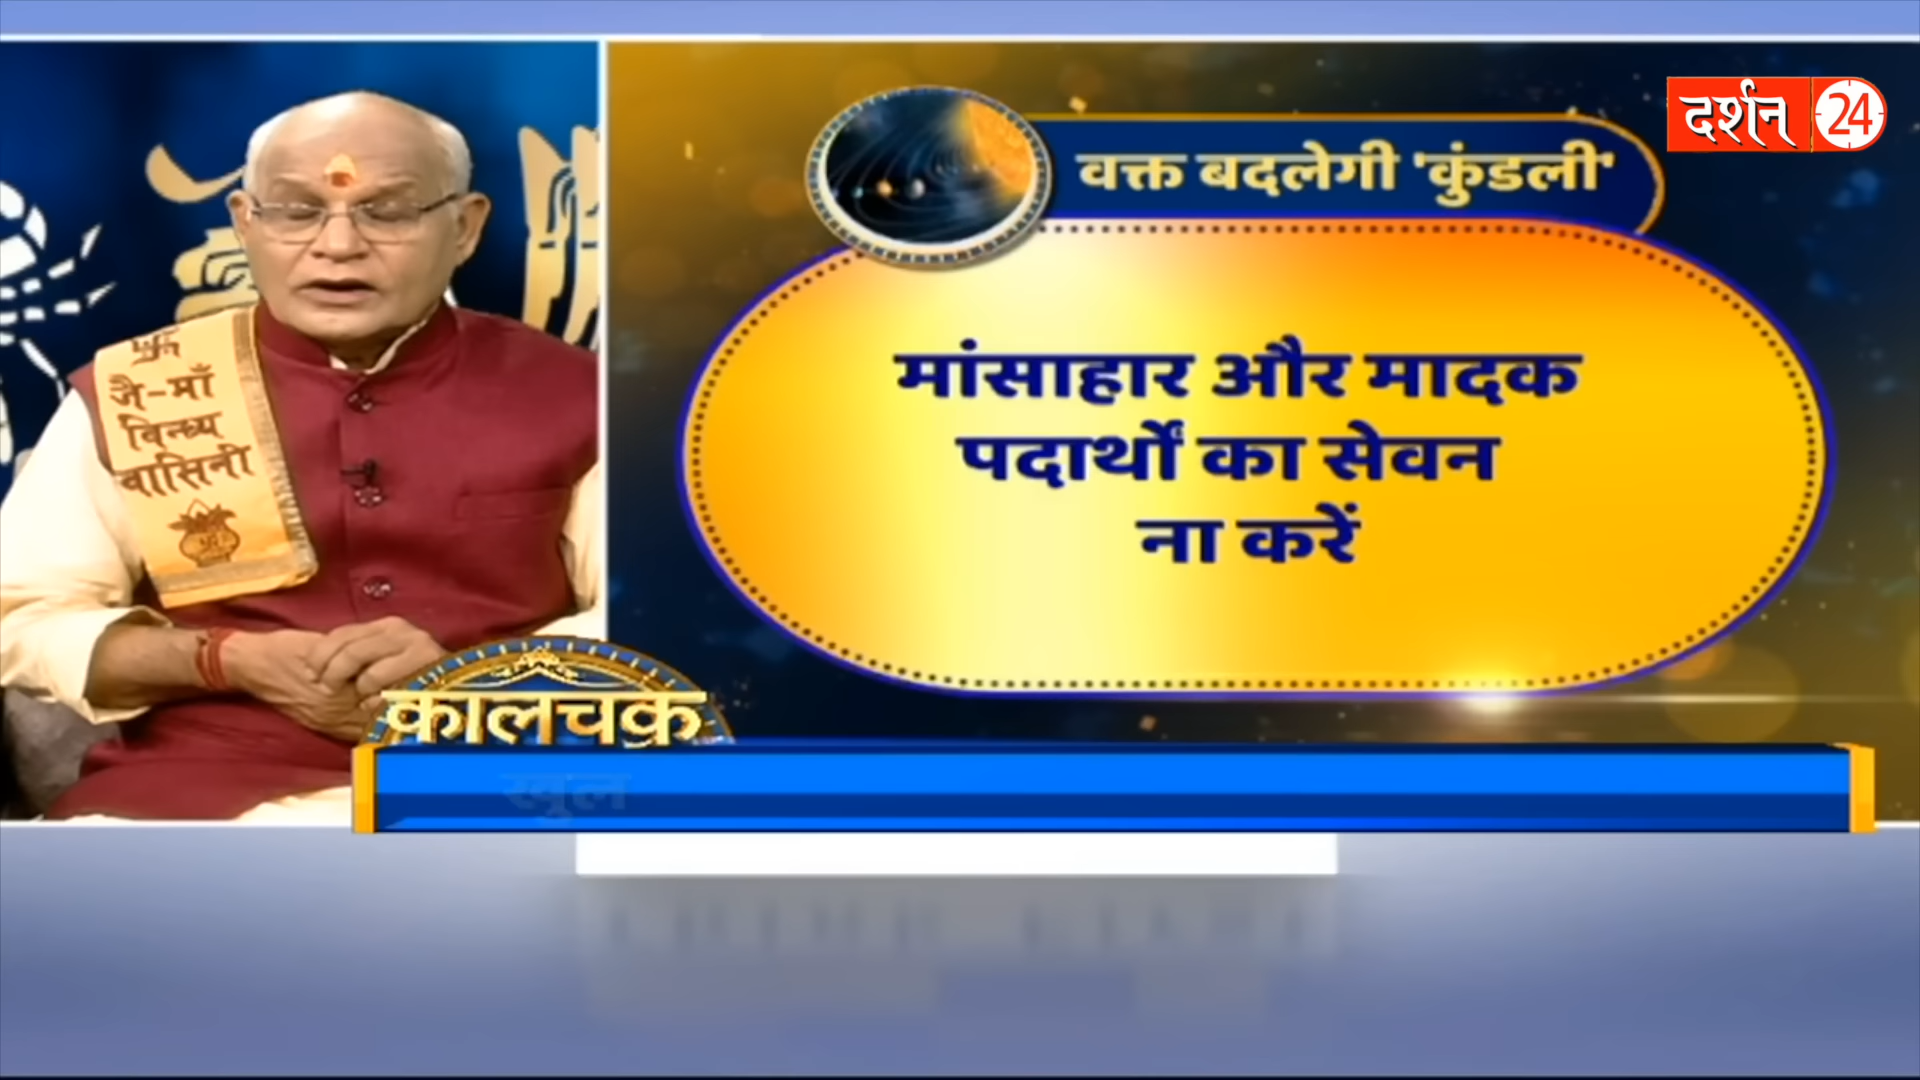 दर्शन 24
वक्त बदलेगी 'कुंडली'
मांसाहार और मादक
पदार्थों का सेवन
ना करें
जै-माँ
विन्ध्य
वासिनी
कालचक्र
खुल